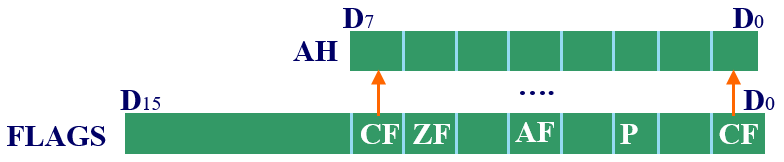 D7 D0
AH
....
D15 D0
FLAGS CF ZF AF P CF